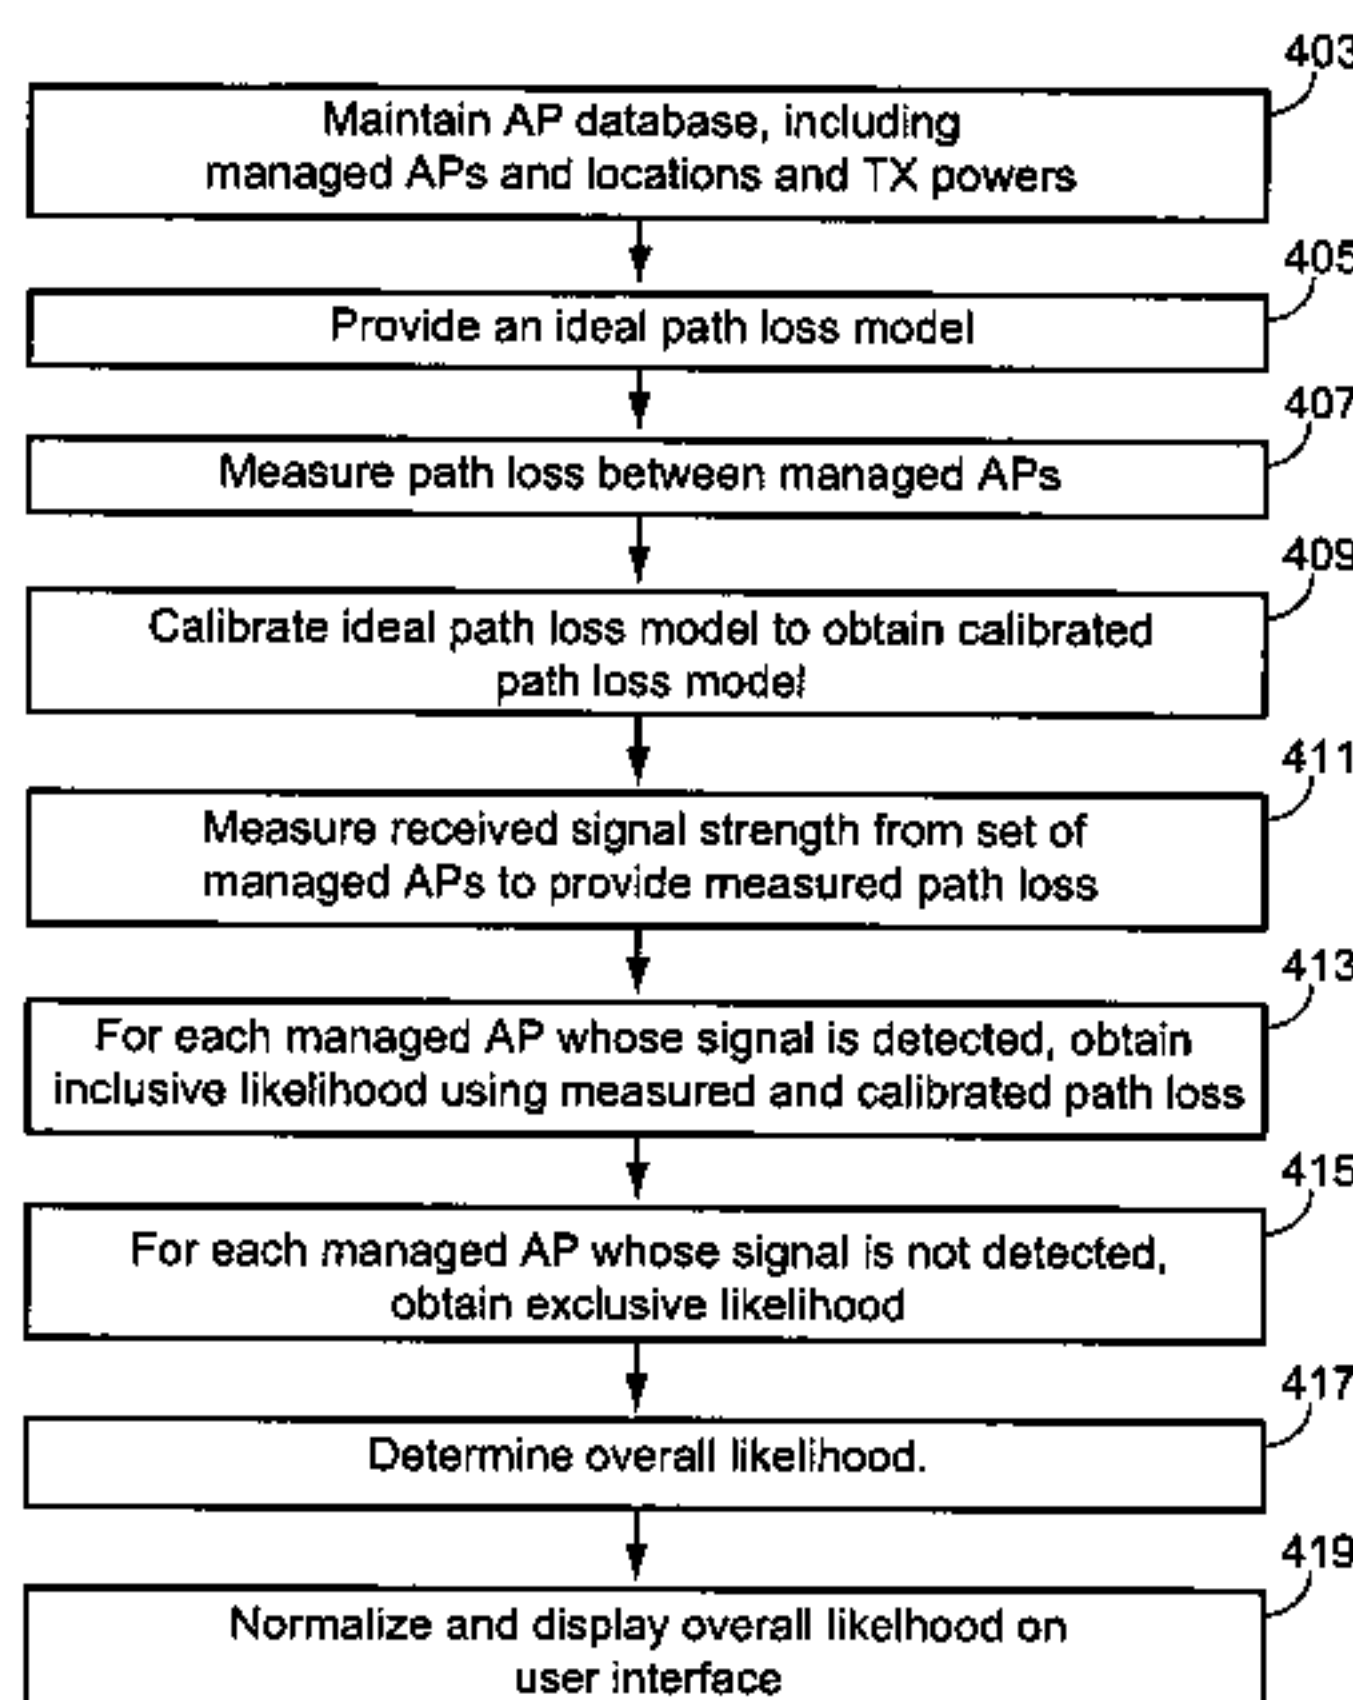 403
Maintain AP database, including
managed APs and locations and TX powers
405
Provide an ideal path loss model
407
Measure path loss between managed APs
409
Calibrate ideal path loss model to obtain calibrated
path loss model
411
Measure received signal strength from set of
managed APs to provide measured path loss
413
For each managed AP whose signal is detected, obtain
inclusive likelihood using measured and calibrated path loss
415
For each managed AP whose signal is not detected,
obtain exclusive likelihood
417
Determine overall likelihood.
419
Normalize and display overall likelhood on
user interface